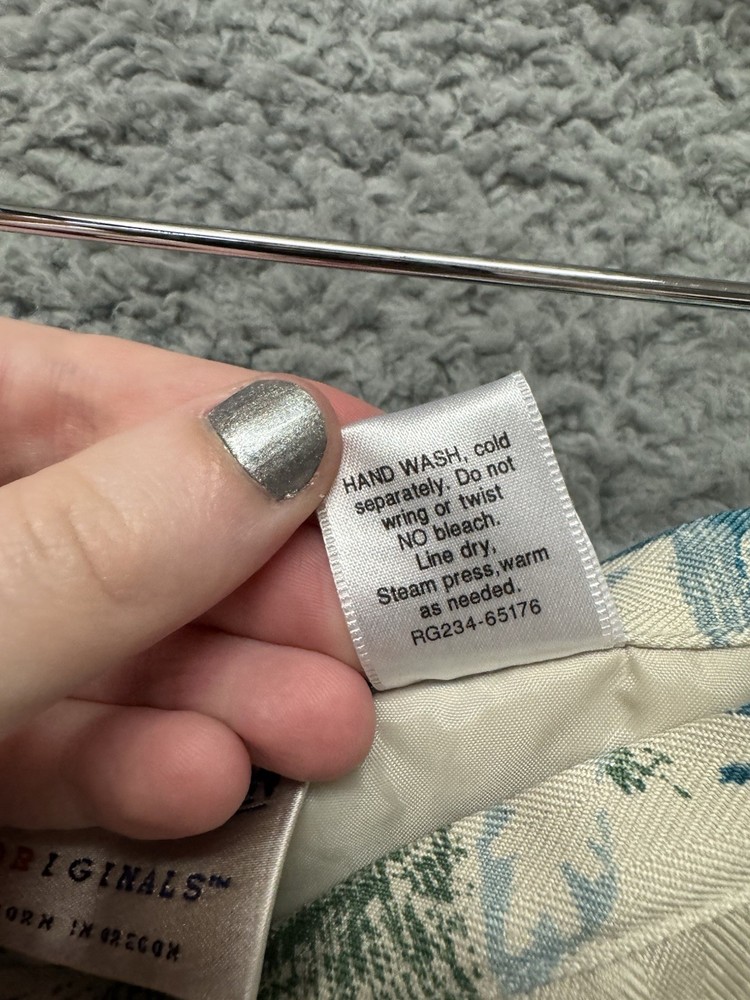 HAND WASH, cold
separately. Do not
wring or twist
NO bleach.
Line dry,
Steam press,warm
as needed.
RG234-65176
ORIGINALS™